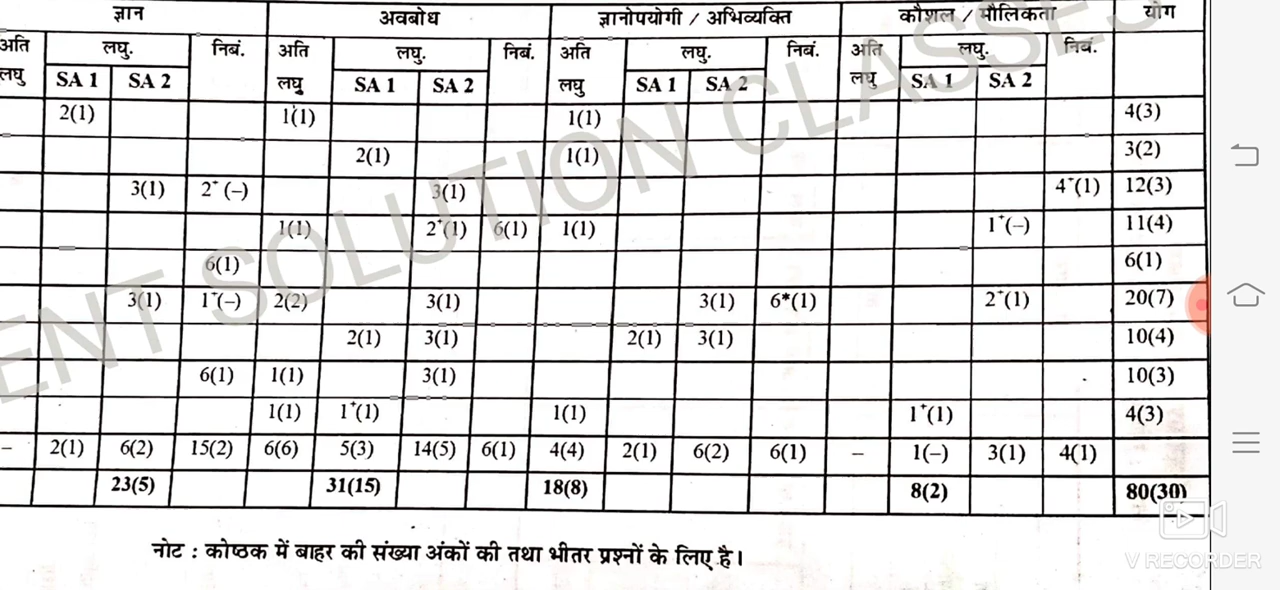 ज्ञान अवबोध ज्ञानोपयोगी / अभिव्यक्ति कौशल / मौलिकता योग
अति लघु. निबं. अति लघु. निबं. अति लघु. निबं. अति लघु. निबं.
लघु SA 1 SA 2 लघु SA 1 SA 2 लघु SA 1 SA 2 लघु SA 1 SA 2
2(1) 1(1) 1(1) 4(3)
2(1) 1(1) 3(2)
3(1) 2*(–) 3(1) 4*(1) 12(3)
1(1) 2*(1) 6(1) 1(1) 1*(–) 11(4)
6(1) 6(1)
3(1) 1*(–) 2(2) 3(1) 3(1) 6*(1) 2*(1) 20(7)
2(1) 3(1) 2(1) 3(1) 10(4)
6(1) 1(1) 3(1) 10(3)
1(1) 1*(1) 1(1) 1*(1) 4(3)
– 2(1) 6(2) 15(2) 6(6) 5(3) 14(5) 6(1) 4(4) 2(1) 6(2) 6(1) – 1(–) 3(1) 4(1)
23(5) 31(15) 18(8) 8(2) 80(30)
नोट : कोष्ठक में बाहर की संख्या अंकों की तथा भीतर प्रश्नों के लिए है।
ENT SOLUTION CLASSES
V RECORDER